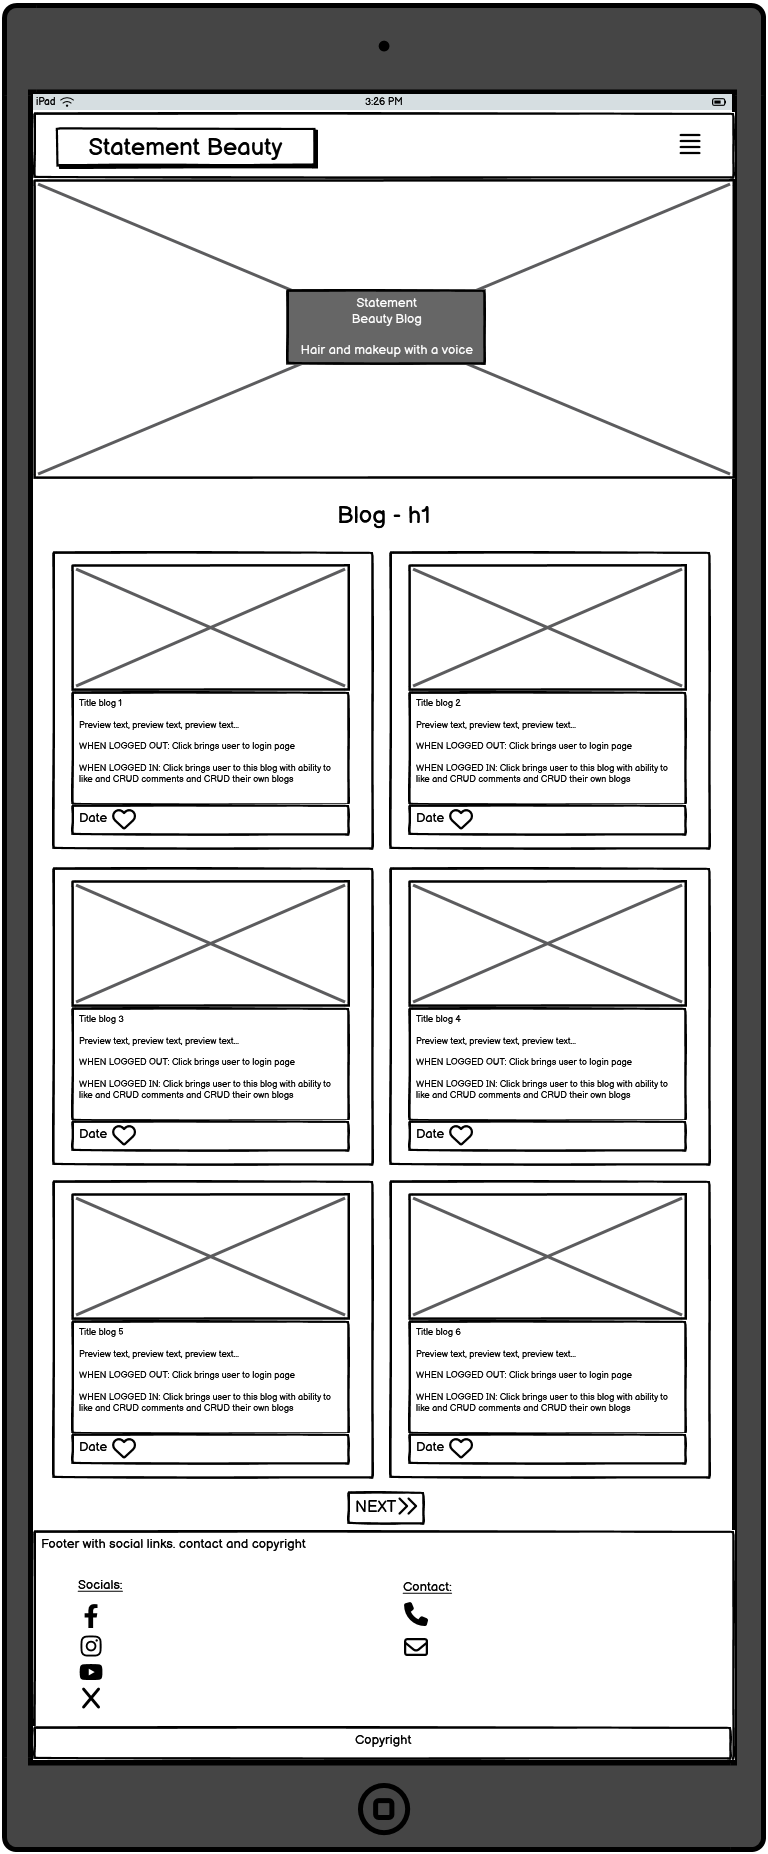 iPad
3:26 PM
Statement Beauty
Statement
Beauty Blog
Hair and makeup with a voice
Blog - h1
Title blog 1
Preview text, preview text, preview text...
WHEN LOGGED OUT: Click brings user to login page
WHEN LOGGED IN: Click brings user to this blog with ability to
like and CRUD comments and CRUD their own blogs
Date
Title blog 2
Preview text, preview text, preview text...
WHEN LOGGED OUT: Click brings user to login page
WHEN LOGGED IN: Click brings user to this blog with ability to
like and CRUD comments and CRUD their own blogs
Date
Title blog 3
Preview text, preview text, preview text...
WHEN LOGGED OUT: Click brings user to login page
WHEN LOGGED IN: Click brings user to this blog with ability to
like and CRUD comments and CRUD their own blogs
Date
Title blog 4
Preview text, preview text, preview text...
WHEN LOGGED OUT: Click brings user to login page
WHEN LOGGED IN: Click brings user to this blog with ability to
like and CRUD comments and CRUD their own blogs
Date
Title blog 5
Preview text, preview text, preview text...
WHEN LOGGED OUT: Click brings user to login page
WHEN LOGGED IN: Click brings user to this blog with ability to
like and CRUD comments and CRUD their own blogs
Date
Title blog 6
Preview text, preview text, preview text...
WHEN LOGGED OUT: Click brings user to login page
WHEN LOGGED IN: Click brings user to this blog with ability to
like and CRUD comments and CRUD their own blogs
Date
NEXT
Footer with social links. contact and copyright
Socials:
Contact:
Copyright